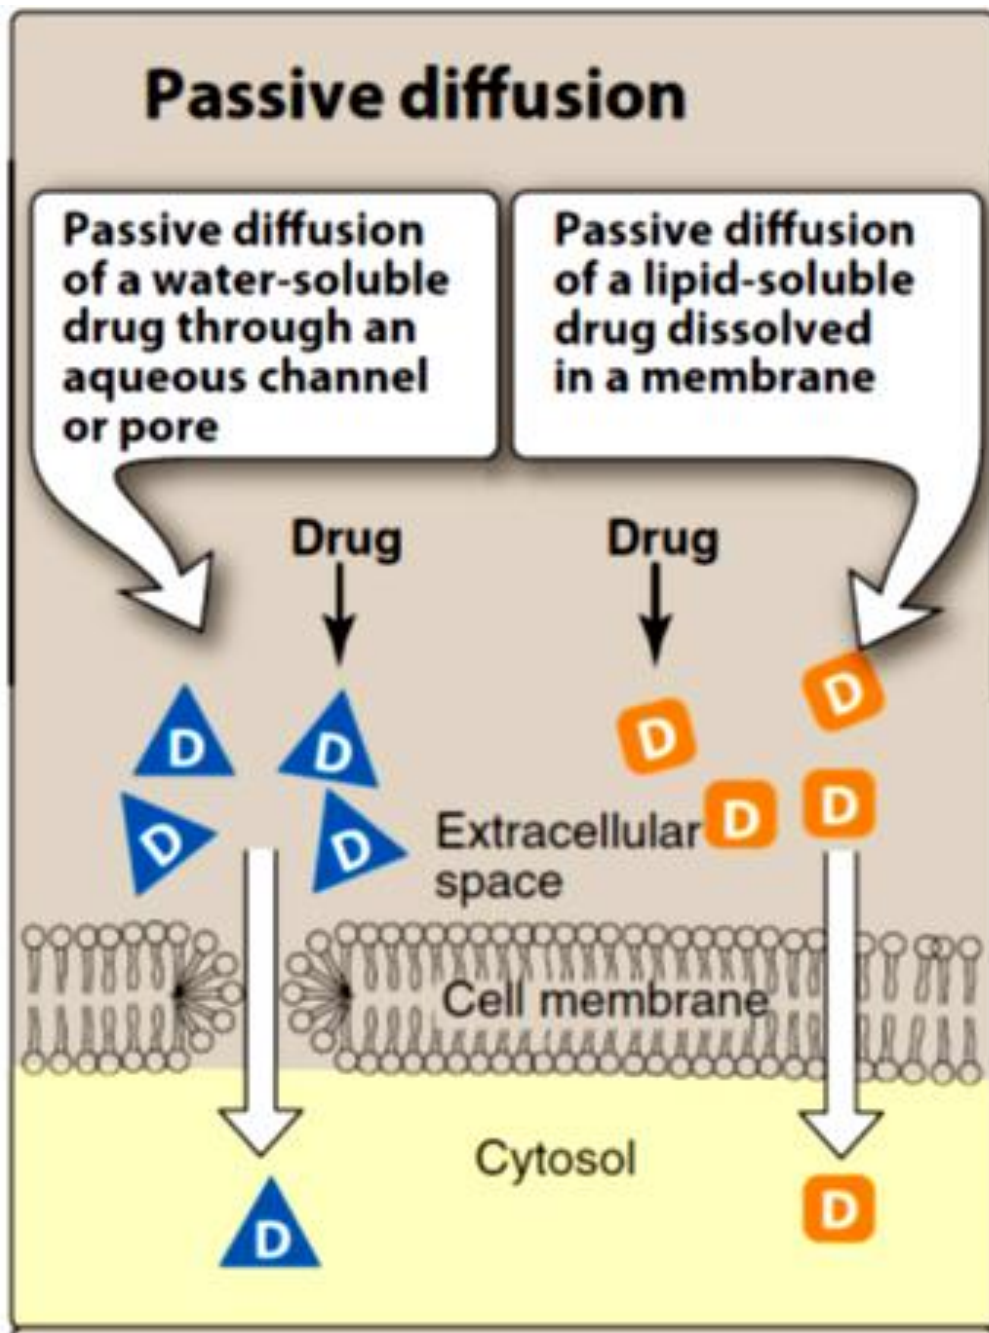 Passive diffusion
Passive diffusion
of a water-soluble
drug through an
aqueous channel
or pore
Passive diffusion
of a lipid-soluble
drug dissolved
in a membrane
Drug
Drug
D
D
D
D
D
D
D
D
Extracellular
space
Cell membrane
Cytosol
D
D